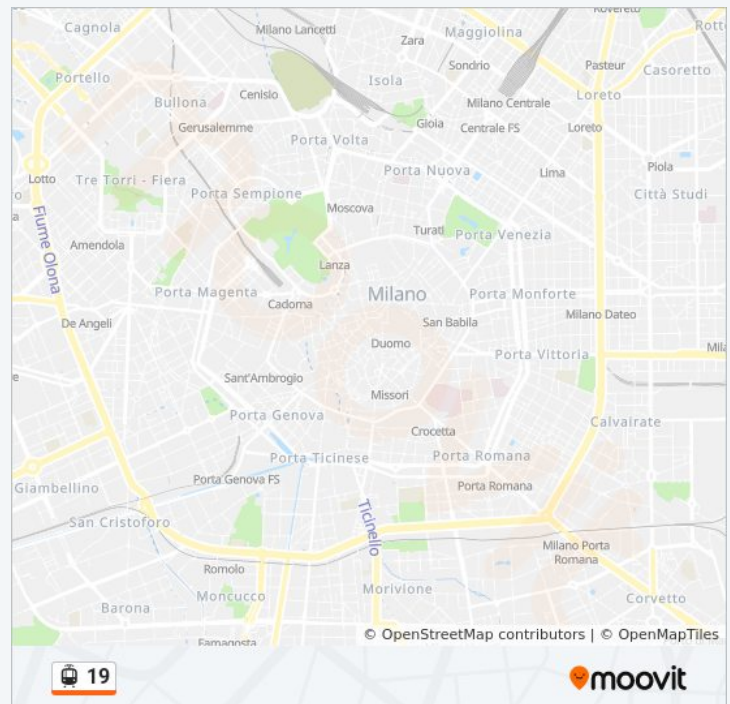 Rovereto
Cagnola
Milano Lancetti
Maggiolina
Zara
Sondrio
Pasteur
Casoretto
Portello
Isola
Cenisio
Loreto
Bullona
Milano Centrale
Gerusalemme
Gioia
Centrale FS
Loreto
Porta Volta
Piola
Lotto
Tre Torri - Fiera
Porta Nuova
Lima
Porta Sempione
Città Studi
Moscova
Fiume Olona
Turati
Porta Venezia
Amendola
Lanza
Porta Magenta
Milano
Porta Monforte
Cadorna
De Angeli
San Babila
Milano Dateo
Duomo
Porta Vittoria
Sant'Ambrogio
Missori
Porta Genova
Calvairate
Crocetta
Porta Ticinese
Porta Romana
Porta Genova FS
Porta Romana
Giambellino
San Cristoforo
Ticinello
Milano Porta
Romana
Romolo
Morivione
Moncucco
Corvetto
Barona
Famagosta
© OpenStreetMap contributors | © OpenMapTiles
19
moovit